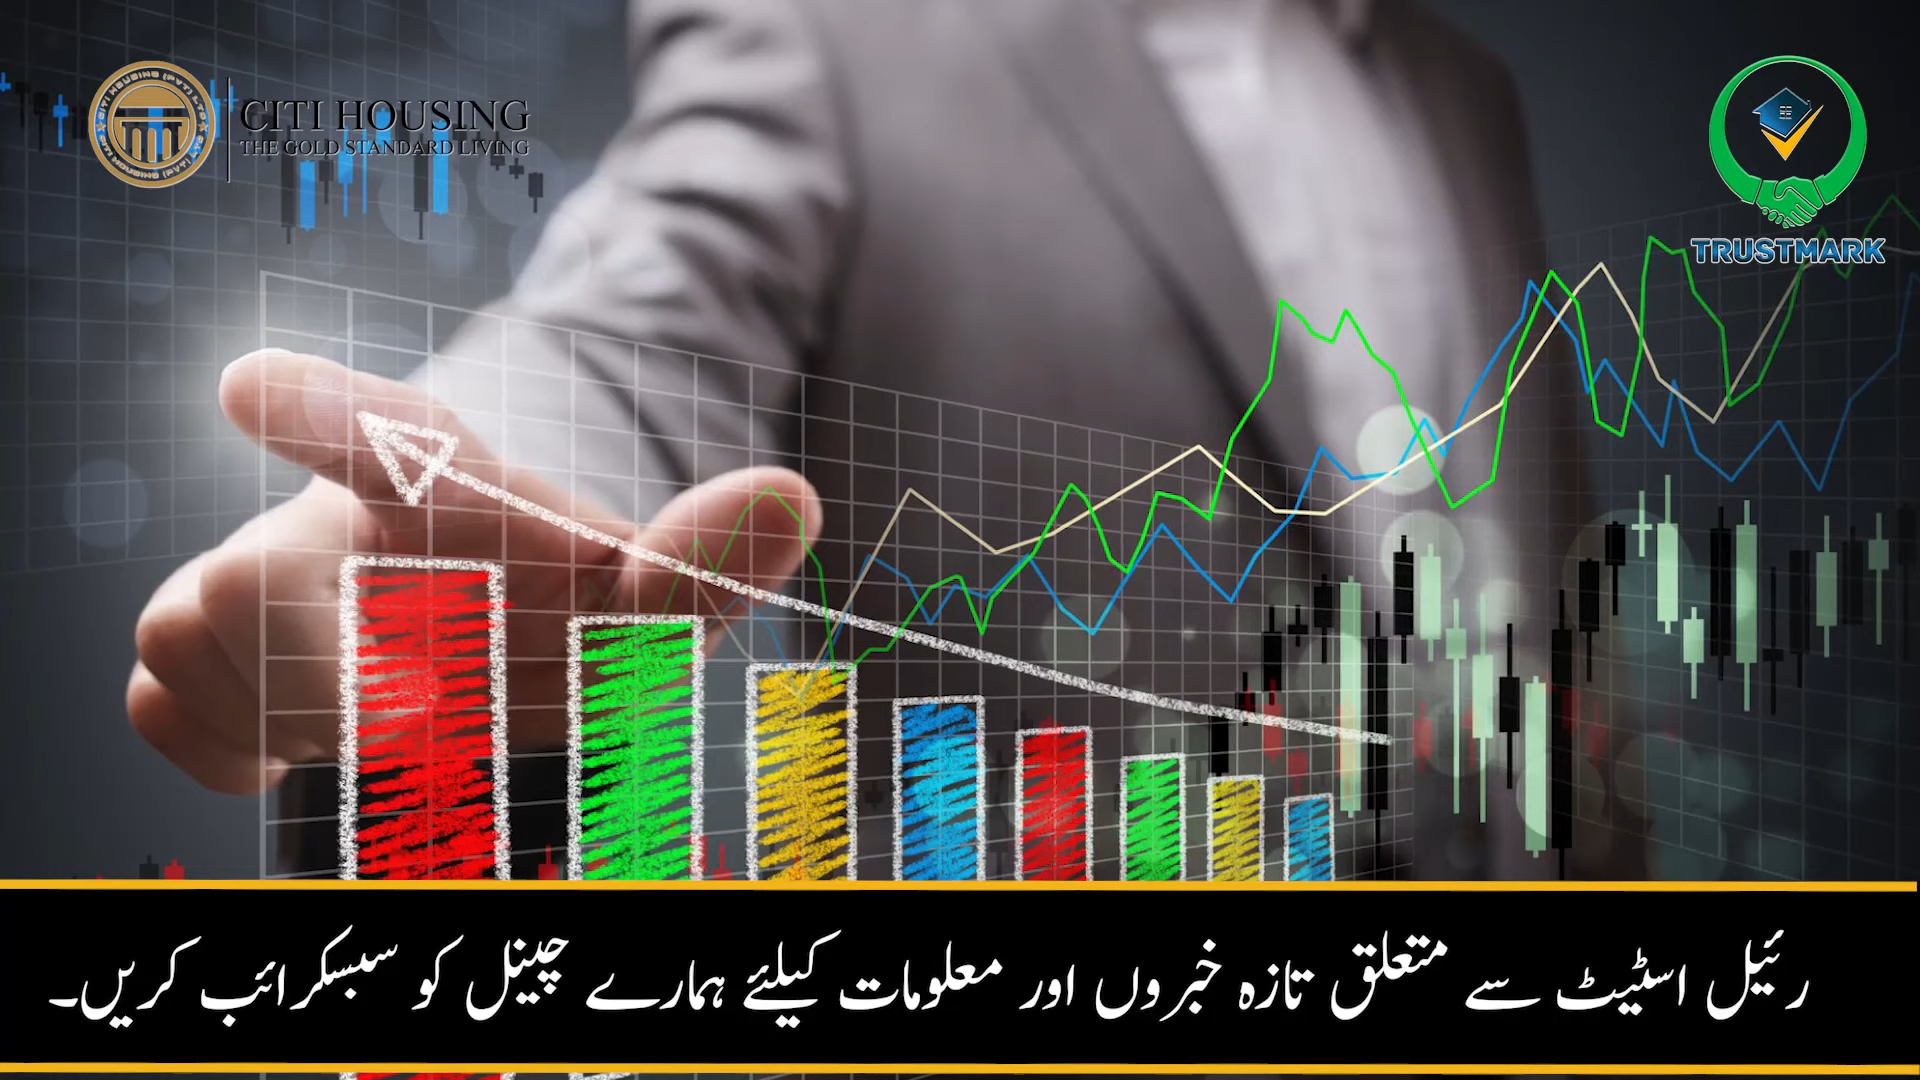 CITI HOUSING
THE GOLD STANDARD LIVING
TRUSTMARK
رئیل اسٹیٹ سے متعلق تازہ خبروں اور معلومات کیلئے ہمارے چینل کو سبسکرائب کریں۔